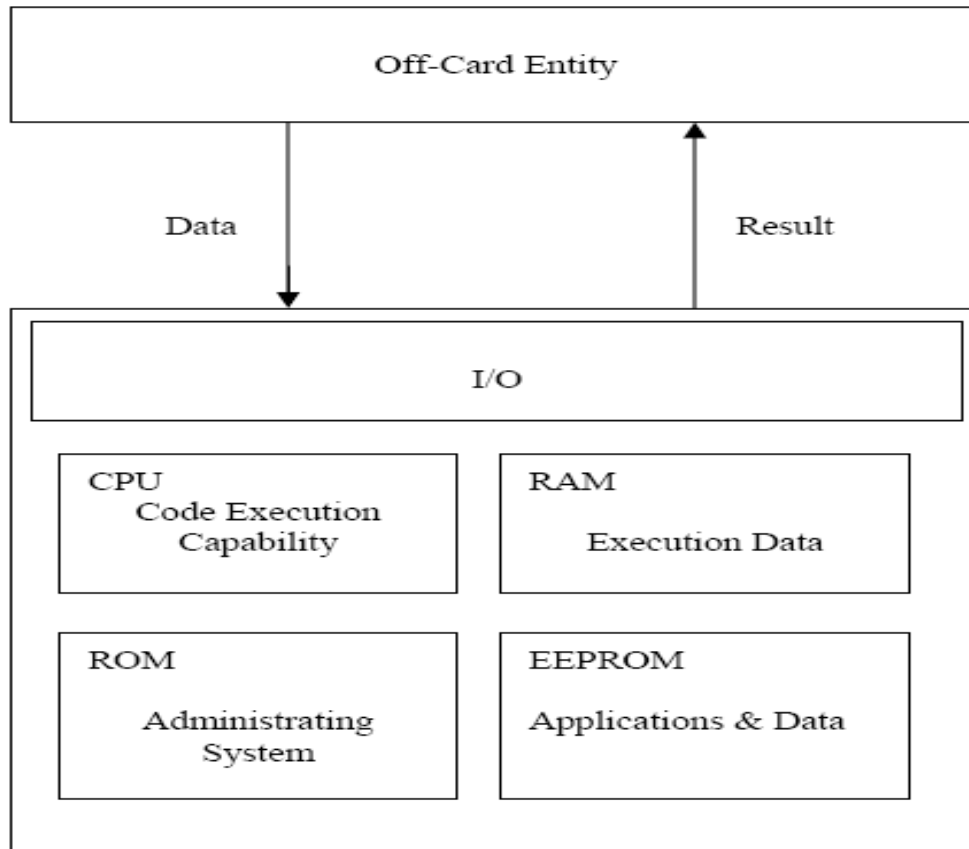 Off-Card Entity
Data
Result
I/O
CPU
Code Execution
Capability
RAM
Execution Data
ROM
Administrating
System
EEPROM
Applications & Data